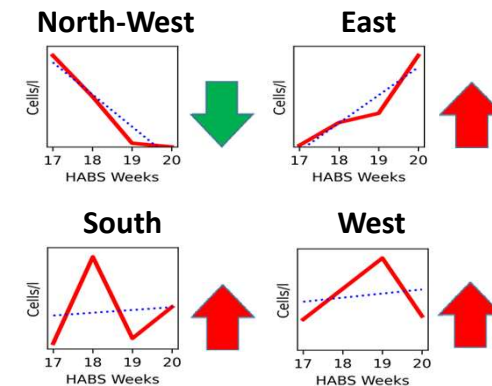 North-West
Cells/l
17 18 19 20
HABS Weeks
East
Cells/l
17 18 19 20
HABS Weeks
South
Cells/l
17 18 19 20
HABS Weeks
West
Cells/l
17 18 19 20
HABS Weeks